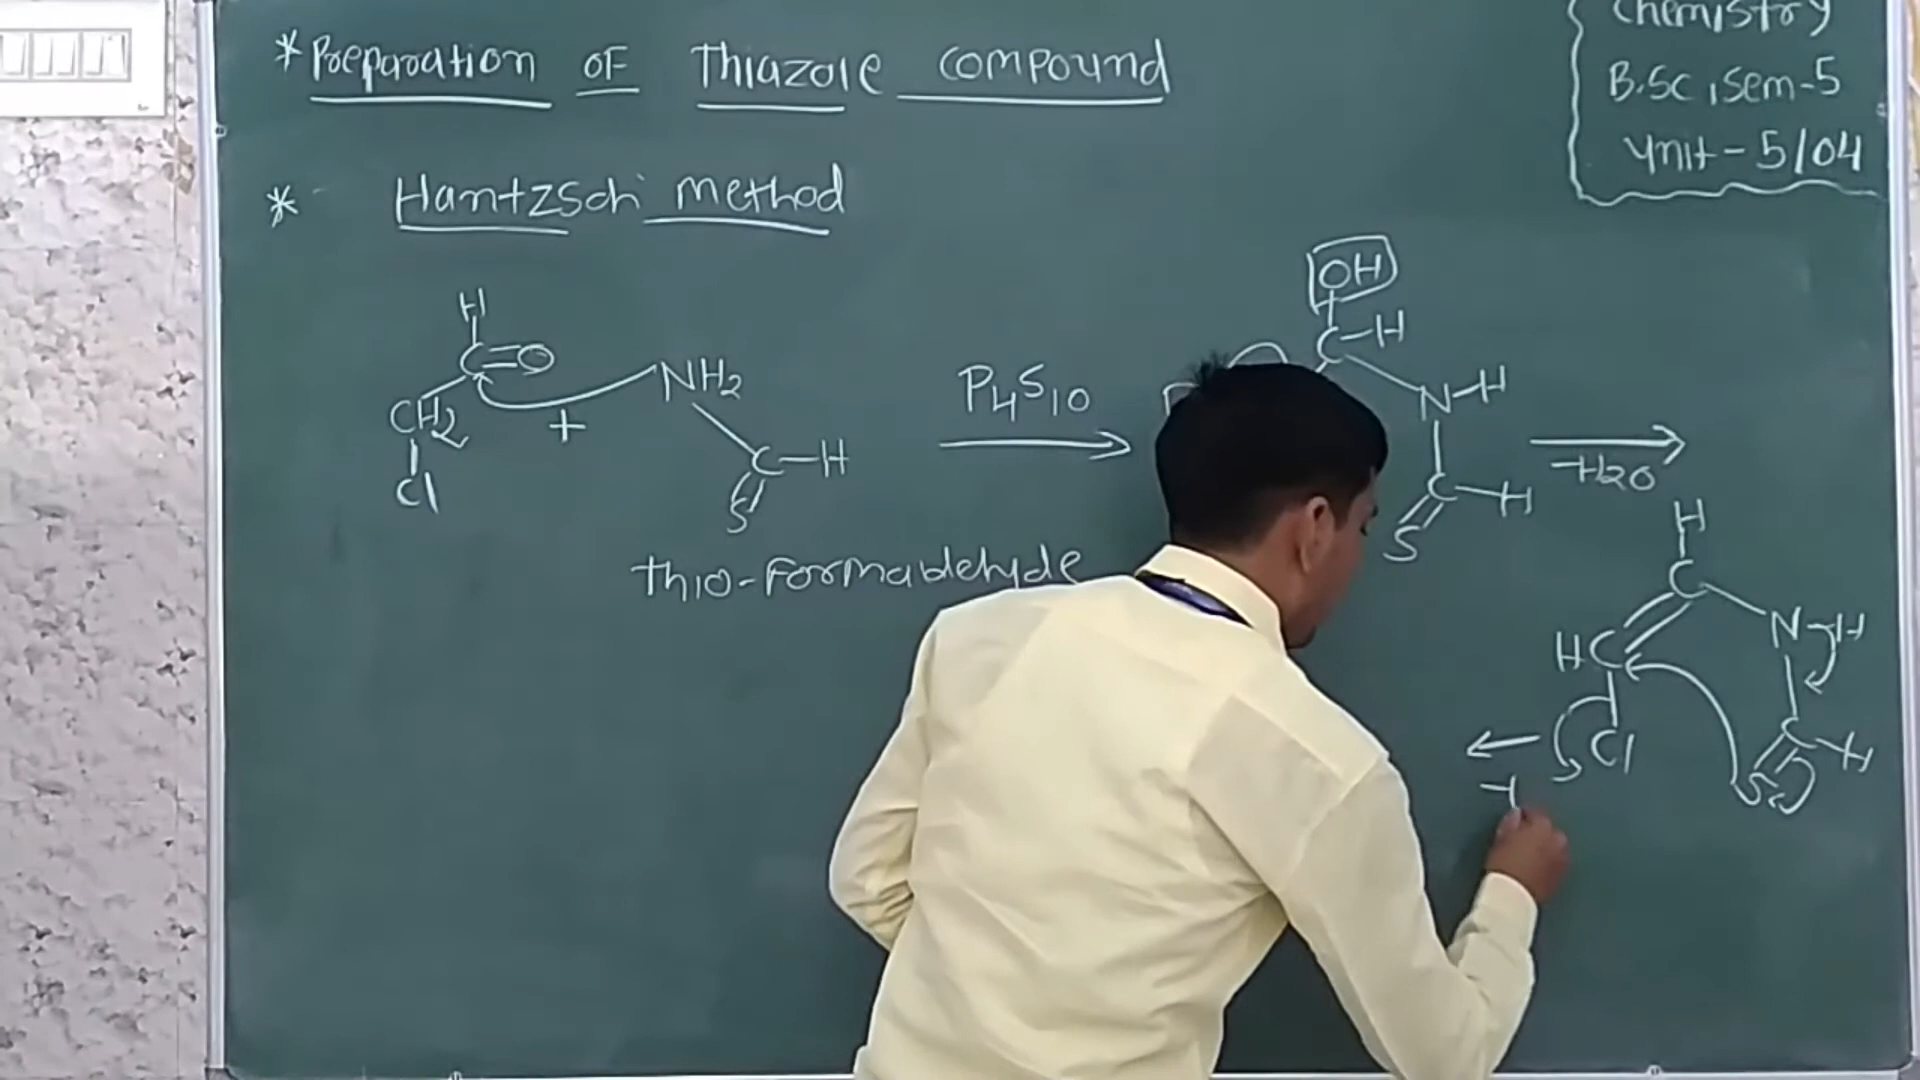 *Preparation OF Thiazole compound
chemistry
B.Sc, Sem-5
Unit-5/04
* Hantzsch method
H
C=O
CH2
Cl
+
NH2
C-H
S
thio-Formaldehyde
P4S10
OH
C-H
N-H
C-H
S
-H2O
H
C
N-H
HC
Cl
C-H
S